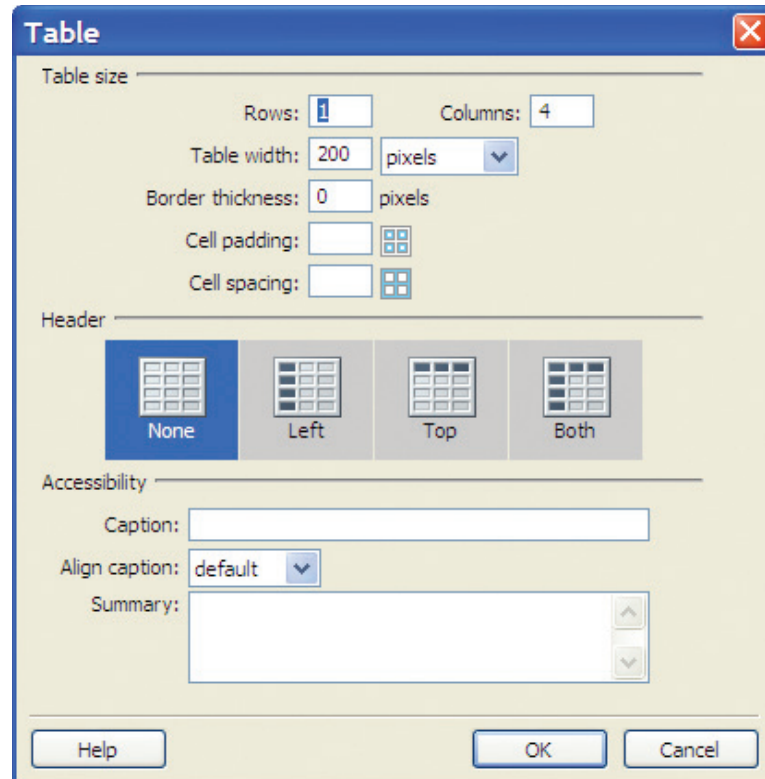 Table
Table size
Rows: 1 Columns: 4
Table width: 200 pixels
Border thickness: 0 pixels
Cell padding:
Cell spacing:
Header
None Left Top Both
Accessibility
Caption:
Align caption: default
Summary:
Help OK Cancel